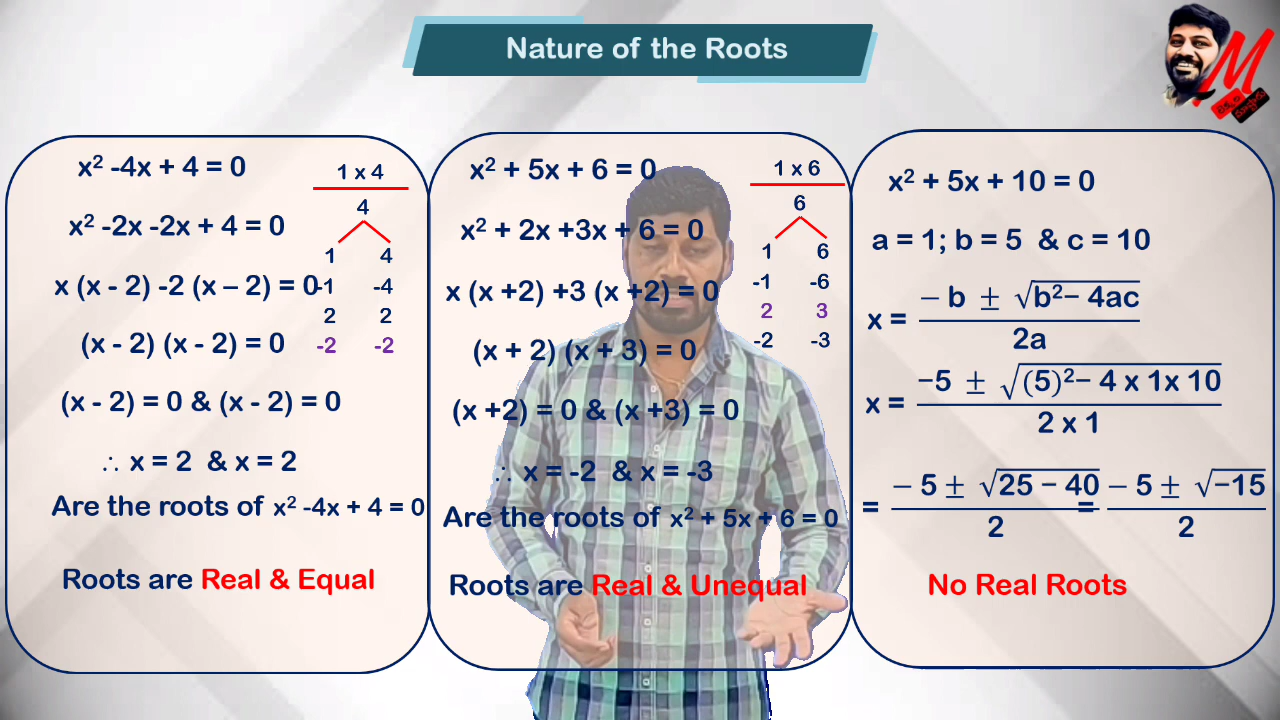 Nature of the Roots
M
x² -4x + 4 = 0
x² -2x -2x + 4 = 0
x (x - 2) -2 (x – 2) = 0
(x - 2) (x - 2) = 0
(x - 2) = 0 & (x - 2) = 0
∴ x = 2 & x = 2
Are the roots of x² -4x + 4 = 0
Roots are Real & Equal
1 x 4
4
1 4
-1 -4
2 2
-2 -2
x² + 5x + 6 = 0
x² + 2x +3x + 6 = 0
x (x +2) +3 (x +2) = 0
(x + 2) (x + 3) = 0
(x +2) = 0 & (x +3) = 0
∴ x = -2 & x = -3
Are the roots of x² + 5x + 6 = 0
Roots are Real & Unequal
1 x 6
6
1 6
-1 -6
2 3
-2 -3
x² + 5x + 10 = 0
a = 1; b = 5 & c = 10
x = − b ± √b²− 4ac
2a
x = −5 ± √(5)²− 4 x 1x 10
2 x 1
= − 5 ± √25 − 40 = − 5 ± √−15
2 2
No Real Roots